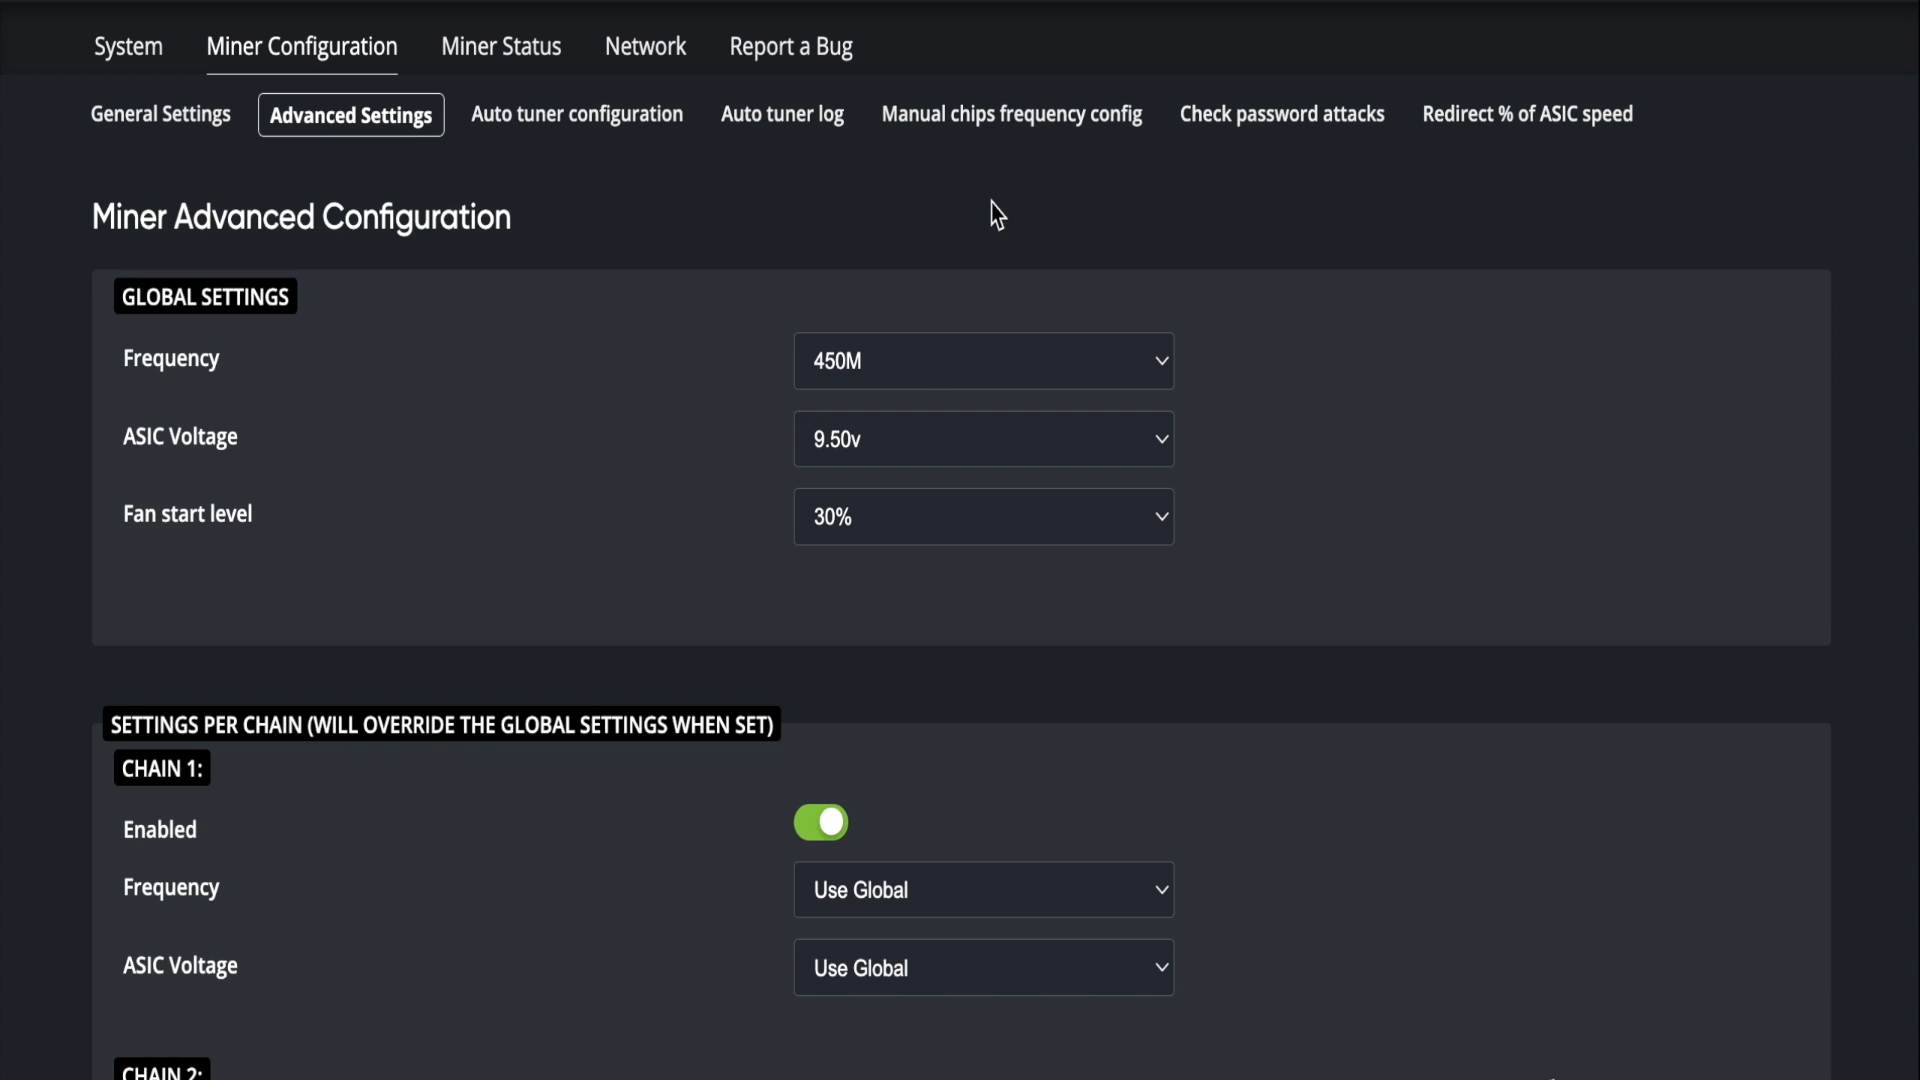 System Miner Configuration Miner Status Network Report a Bug
General Settings Advanced Settings Auto tuner configuration Auto tuner log Manual chips frequency config Check password attacks Redirect % of ASIC speed
Miner Advanced Configuration
GLOBAL SETTINGS
Frequency 450M
ASIC Voltage 9.50v
Fan start level 30%
SETTINGS PER CHAIN (WILL OVERRIDE THE GLOBAL SETTINGS WHEN SET)
CHAIN 1:
Enabled
Frequency Use Global
ASIC Voltage Use Global
CHAIN 2: